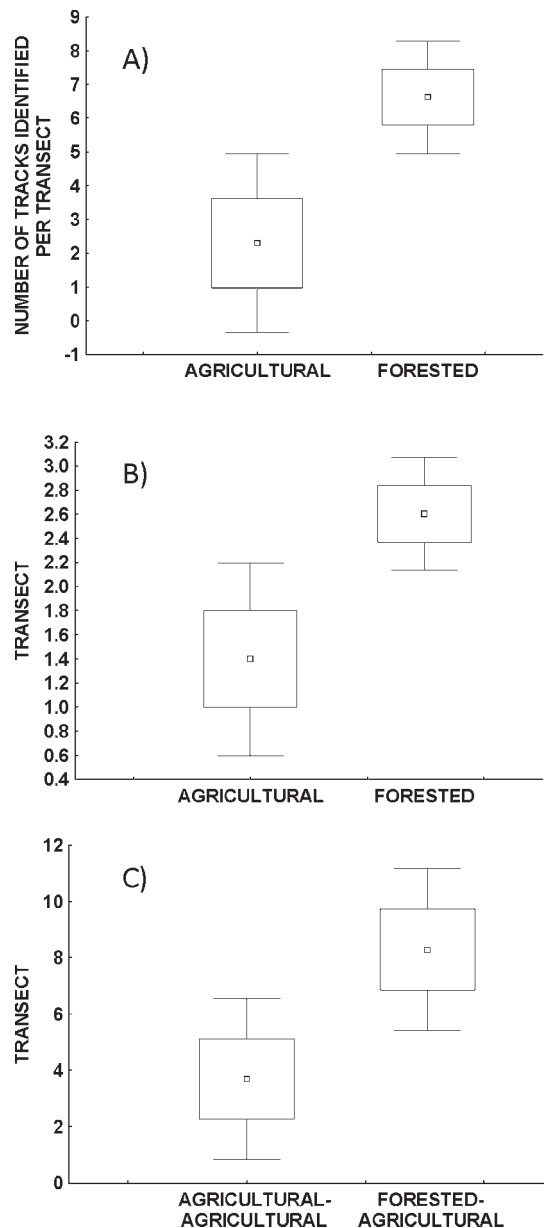 A)
NUMBER OF TRACKS IDENTIFIED
PER TRANSECT
9
8
7
6
5
4
3
2
1
0
-1
AGRICULTURAL FORESTED
B)
TRANSECT
3.2
3.0
2.8
2.6
2.4
2.2
2.0
1.8
1.6
1.4
1.2
1.0
0.8
0.6
0.4
AGRICULTURAL FORESTED
C)
TRANSECT
12
10
8
6
4
2
0
AGRICULTURAL-
AGRICULTURAL
FORESTED-
AGRICULTURAL